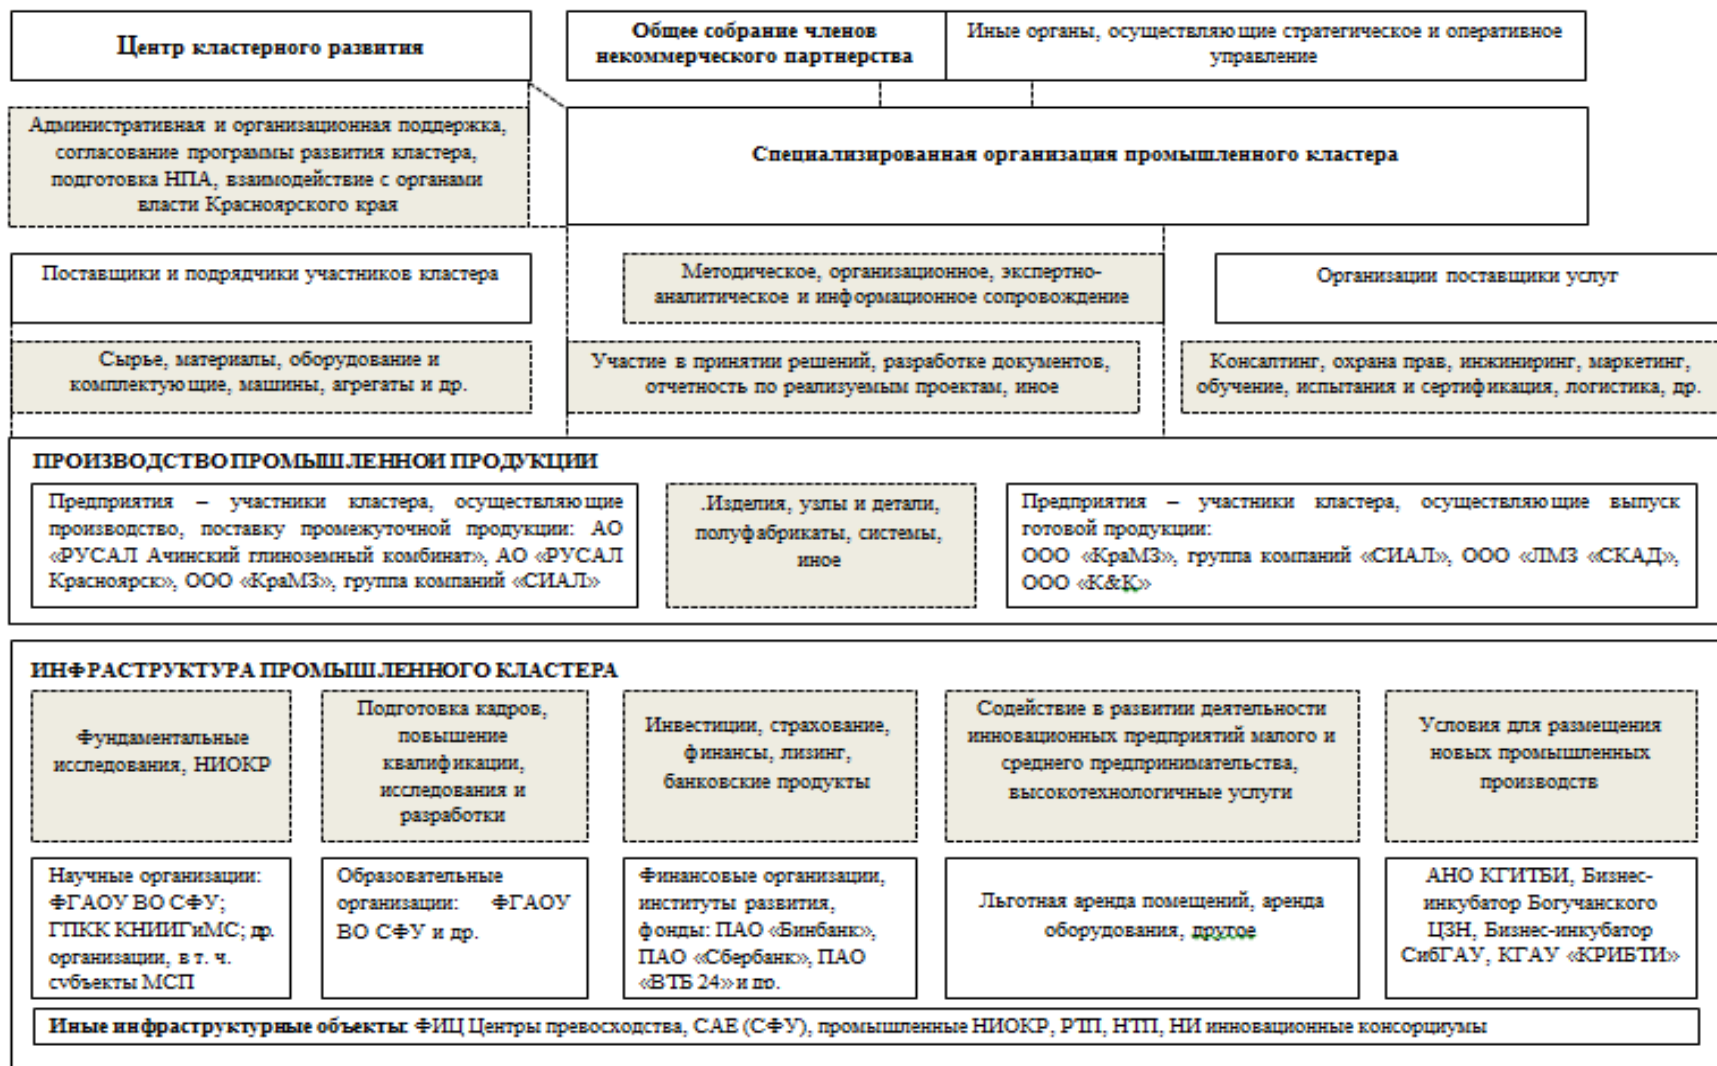 Центр кластерного развития
Общее собрание членов
некоммерческого партнерства
Иные органы, осуществляющие стратегическое и оперативное
управление
Административная и организационная поддержка,
согласование программы развития кластера,
подготовка НПА, взаимодействие с органами
власти Красноярского края
Специализированная организация промышленного кластера
Поставщики и подрядчики участников кластера
Методическое, организационное, экспертно-
аналитическое и информационное сопровождение
Организации поставщики услуг
Сырье, материалы, оборудование и
комплектующие, машины, агрегаты и др.
Участие в принятии решений, разработке документов,
отчетность по реализуемым проектам, иное
Консалтинг, охрана прав, инжиниринг, маркетинг,
обучение, испытания и сертификация, логистика, др.
ПРОИЗВОДСТВО ПРОМЫШЛЕННОЙ ПРОДУКЦИИ
Предприятия – участники кластера, осуществляющие
производство, поставку промежуточной продукции: АО
«РУСАЛ Ачинский глиноземный комбинат», АО «РУСАЛ
Красноярск», ООО «КраМЗ», группа компаний «СИАЛ»
.Изделия, узлы и детали,
полуфабрикаты, системы,
иное
Предприятия – участники кластера, осуществляющие выпуск
готовой продукции:
ООО «КраМЗ», группа компаний «СИАЛ», ООО «ЛМЗ «СКАД»,
ООО «К&К»
ИНФРАСТРУКТУРА ПРОМЫШЛЕННОГО КЛАСТЕРА
Фундаментальные
исследования, НИОКР
Подготовка кадров,
повышение
квалификации,
исследования и
разработки
Инвестиции, страхование,
финансы, лизинг,
банковские продукты
Содействие в развитии деятельности
инновационных предприятий малого и
среднего предпринимательства,
высокотехнологичные услуги
Условия для размещения
новых промышленных
производств
Научные организации:
ФГАОУ ВО СФУ;
ГПКК КНИИГиМС; др.
организации, в т. ч.
субъекты МСП
Образовательные
организации: ФГАОУ
ВО СФУ и др.
Финансовые организации,
институты развития,
фонды: ПАО «Бинбанк»,
ПАО «Сбербанк», ПАО
«ВТБ 24» и др.
Льготная аренда помещений, аренда
оборудования, другое
АНО КГИТБИ, Бизнес-
инкубатор Богучанского
ЦЗН, Бизнес-инкубатор
СибГАУ, КГАУ «КРИБТИ»
Иные инфраструктурные объекты: ФИЦ Центры превосходства, САЕ (СФУ), промышленные НИОКР, РТП, НТП, НИ инновационные консорциумы